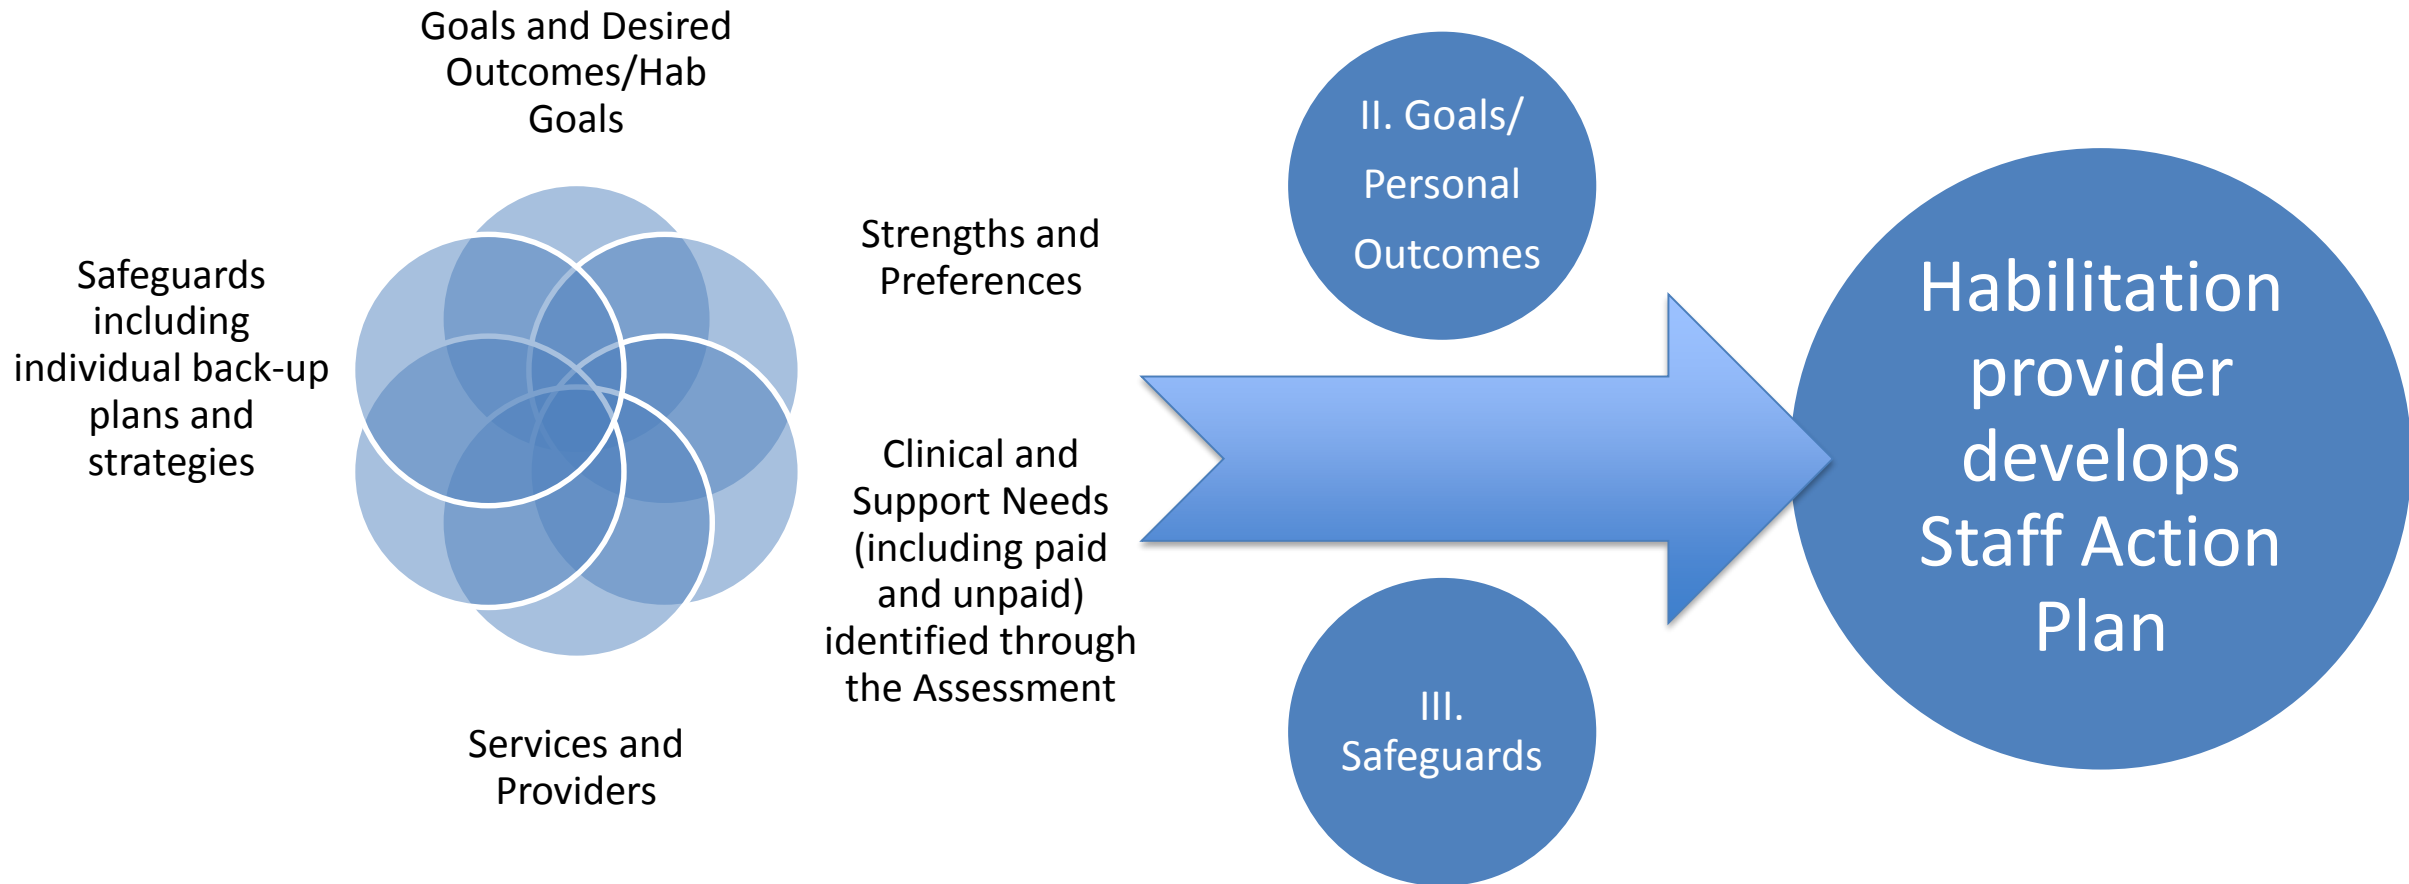 Goals and Desired
Outcomes/Hab
Goals
Strengths and
Preferences
Clinical and
Support Needs
(including paid
and unpaid)
identified through
the Assessment
Services and
Providers
Safeguards
including
individual back-up
plans and
strategies
II. Goals/
Personal
Outcomes
III.
Safeguards
Habilitation
provider
develops
Staff Action
Plan